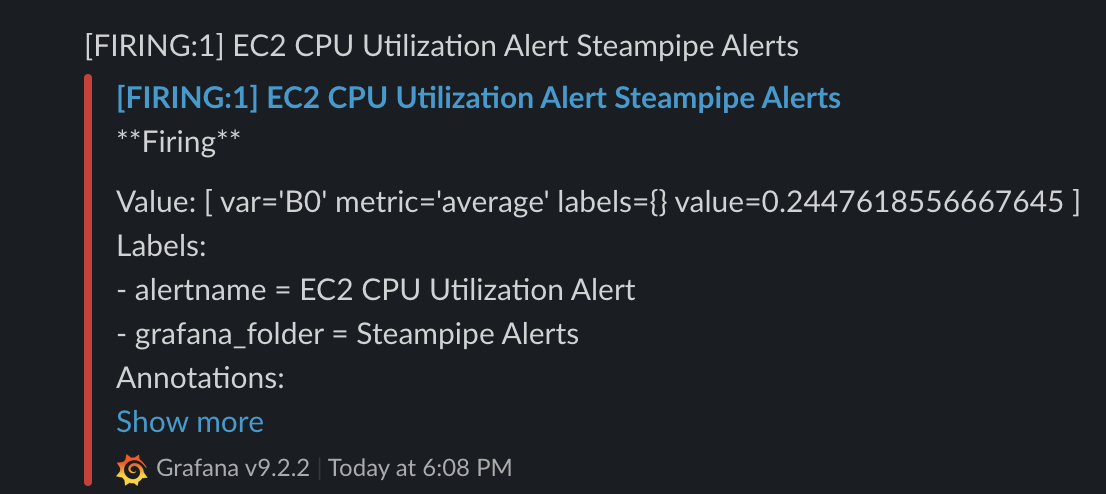 [FIRING:1] EC2 CPU Utilization Alert Steampipe Alerts
[FIRING:1] EC2 CPU Utilization Alert Steampipe Alerts
**Firing**
Value: [ var='B0' metric='average' labels={} value=0.2447618556667645 ]
Labels:
- alertname = EC2 CPU Utilization Alert
- grafana_folder = Steampipe Alerts
Annotations:
Show more
Grafana v9.2.2 | Today at 6:08 PM